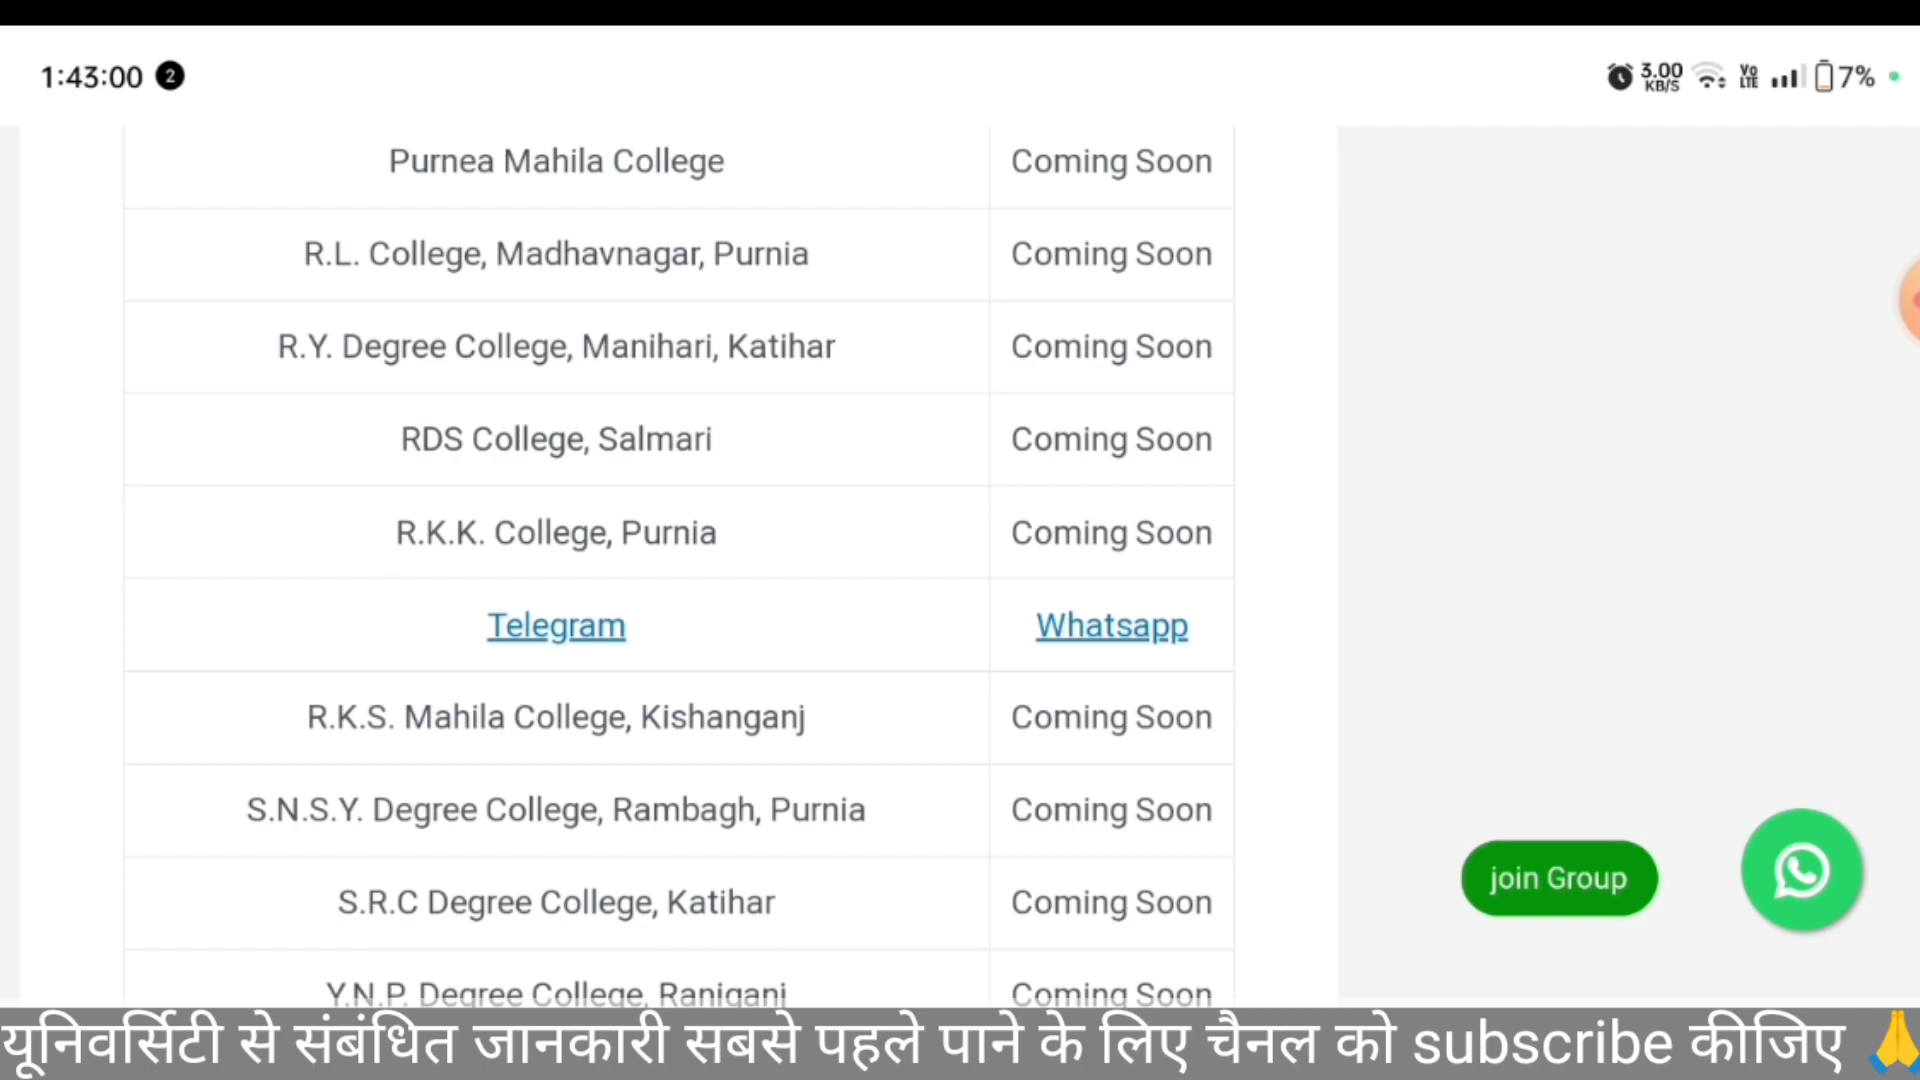 1:43:00 2 3.00 KB/S Vo LTE 7%
Purnea Mahila College Coming Soon
R.L. College, Madhavnagar, Purnia Coming Soon
R.Y. Degree College, Manihari, Katihar Coming Soon
RDS College, Salmari Coming Soon
R.K.K. College, Purnia Coming Soon
Telegram Whatsapp
R.K.S. Mahila College, Kishanganj Coming Soon
S.N.S.Y. Degree College, Rambagh, Purnia Coming Soon
join Group
S.R.C Degree College, Katihar Coming Soon
Y.N.P. Degree College, Raniganj Coming Soon
यूनिवर्सिटी से संबंधित जानकारी सबसे पहले पाने के लिए चैनल को subscribe कीजिए 🙏